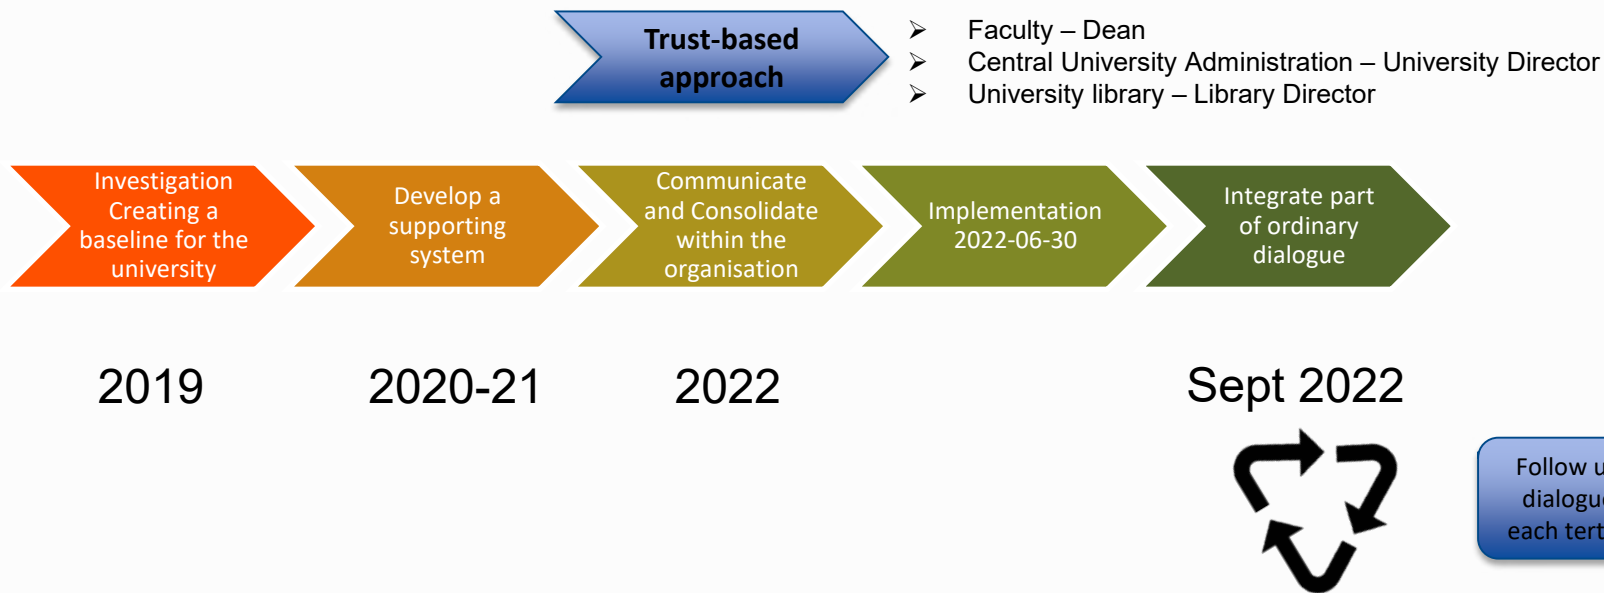 Trust-based
approach
➢ Faculty – Dean
➢ Central University Administration – University Director
➢ University library – Library Director
Investigation
Creating a
baseline for the
university
Develop a
supporting
system
Communicate
and Consolidate
within the
organisation
Implementation
2022-06-30
Integrate part
of ordinary
dialogue
2019
2020-21
2022
Sept 2022
Follow
each